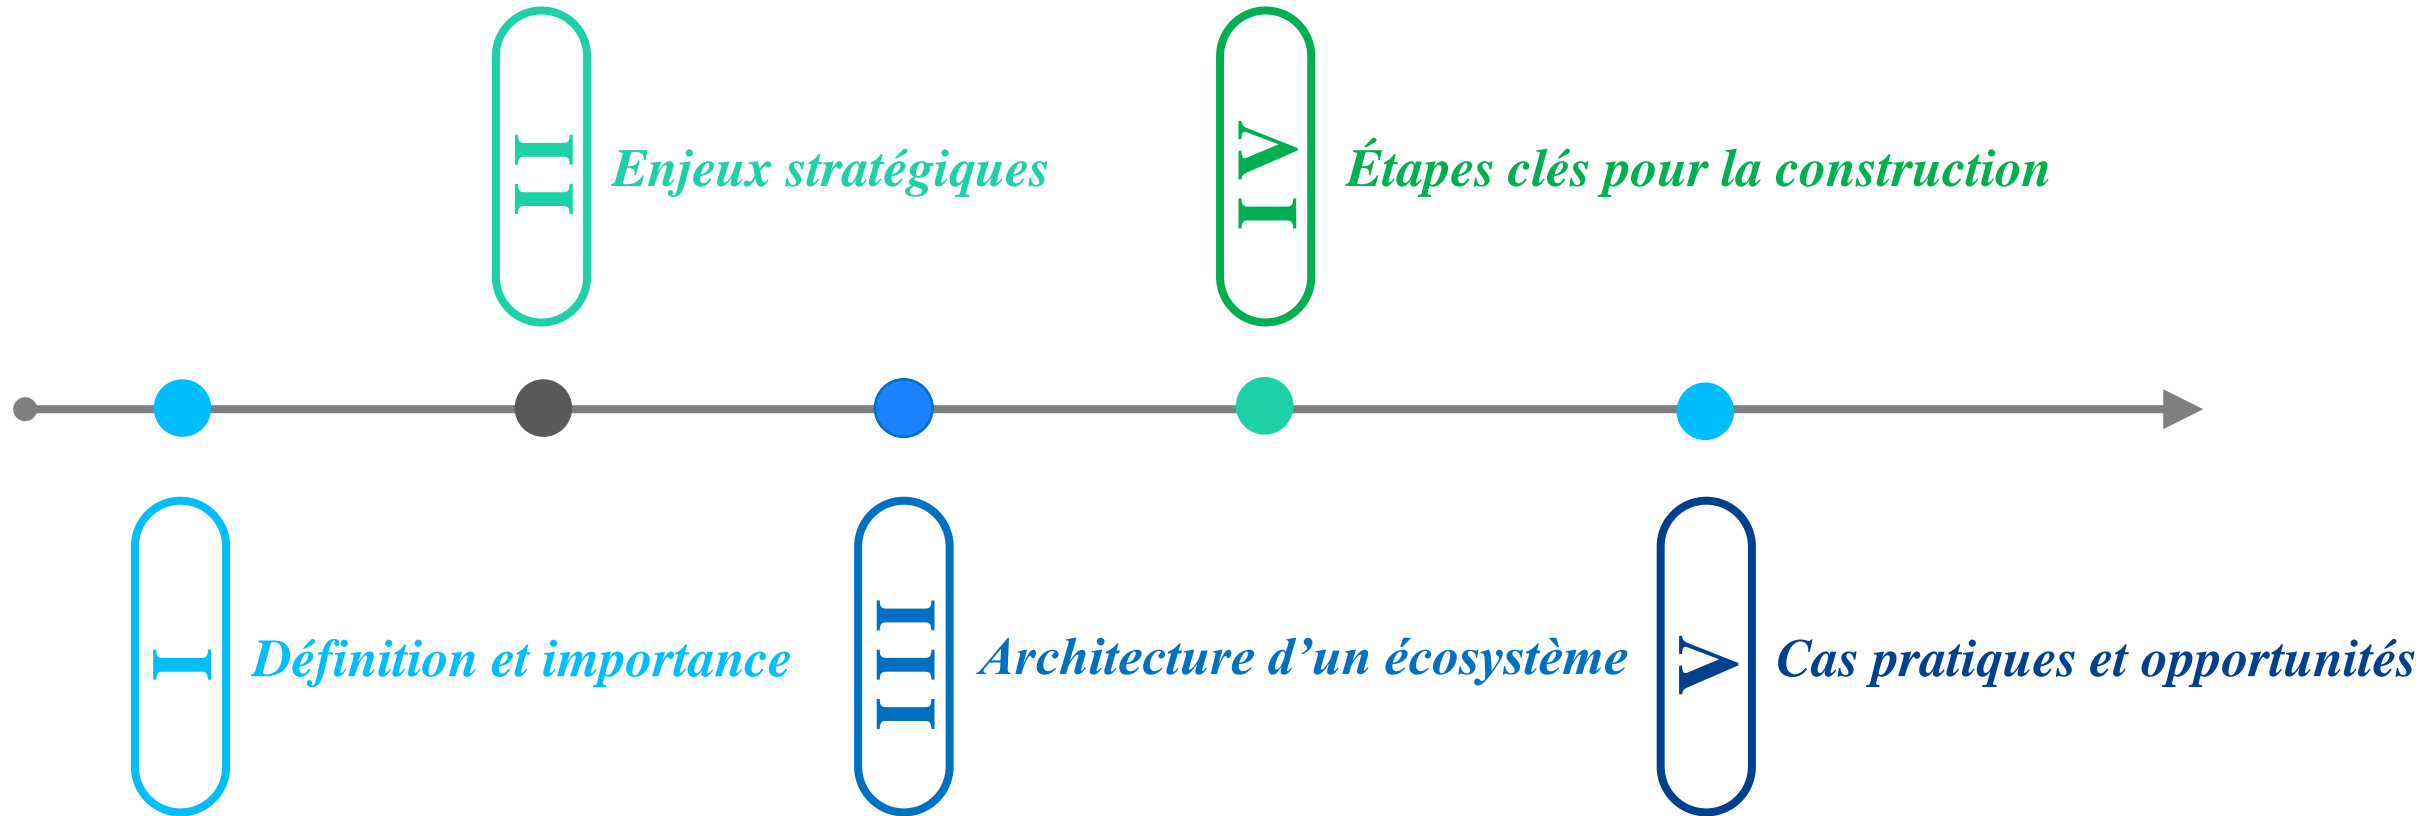 II
Enjeux stratégiques
IV
Étapes clés pour la construction
I
Définition et importance
III
Architecture d’un écosystème
V
Cas pratiques et opportunités